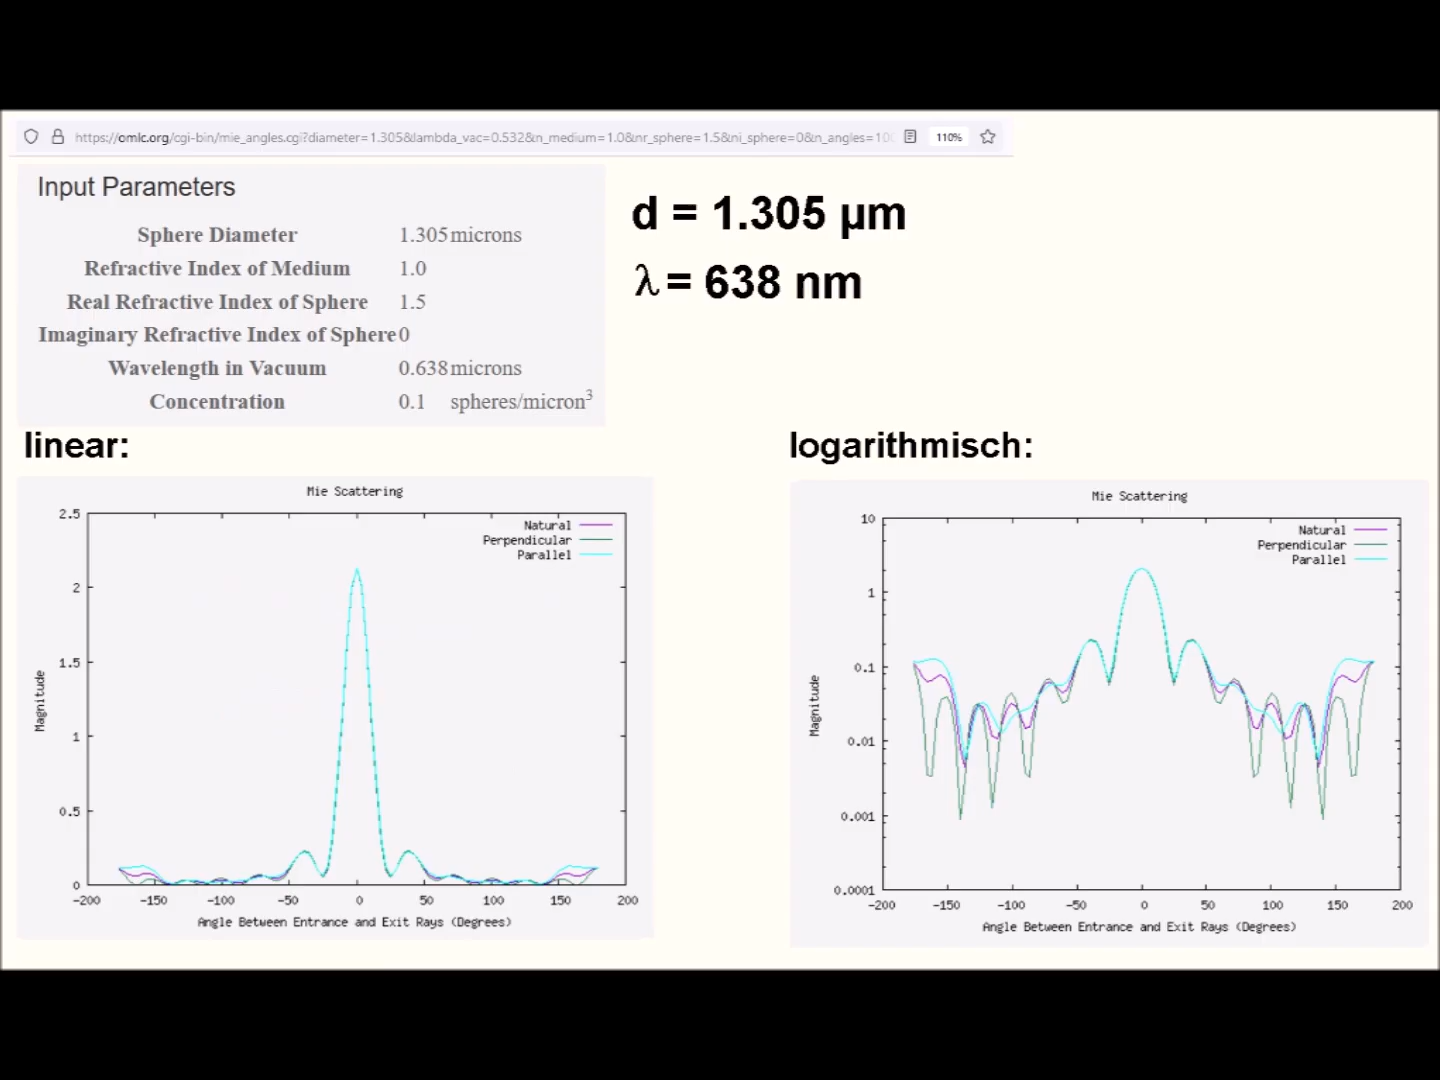 https://omlc.org/cgi-bin/mie_angles.cgi?diameter=1.305&lambda_vac=0.532&n_medium=1.0&nr_sphere=1.5&ni_sphere=0&n_angles=10 110%
Input Parameters
Sphere Diameter 1.305 microns
Refractive Index of Medium 1.0
Real Refractive Index of Sphere 1.5
Imaginary Refractive Index of Sphere 0
Wavelength in Vacuum 0.638 microns
Concentration 0.1 spheres/micron³
d = 1.305 µm
λ = 638 nm
linear:
Mie Scattering
Natural
Perpendicular
Parallel
2.5
2
1.5
1
0.5
0
Magnitude
-200 -150 -100 -50 0 50 100 150 200
Angle Between Entrance and Exit Rays (Degrees)
logarithmisch:
Mie Scattering
Natural
Perpendicular
Parallel
10
1
0.1
0.01
0.001
0.0001
Magnitude
-200 -150 -100 -50 0 50 100 150 200
Angle Between Entrance and Exit Rays (Degrees)